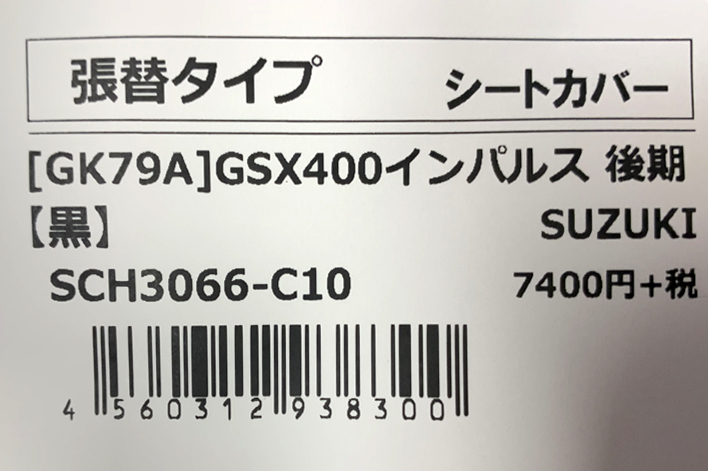 張替タイプ シートカバー
[GK79A]GSX400インパルス 後期
【黒】 SUZUKI
SCH3066-C10 7400円+税
4 560312 938300